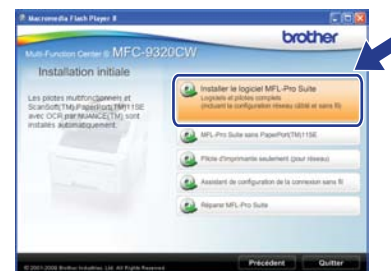 Macromedia Flash Player 8
brother
Multi-Function Center ® MFC-9320CW
Installation initiale
Les pilotes multifonctionnels et
ScanSoft(TM) PaperPort(TM)11SE
avec OCR par NUANCE(TM) sont
installés automatiquement.
Installer le logiciel MFL-Pro Suite
Logiciels et pilotes complets
(incluant la configuration réseau câblé et sans fil)
MFL-Pro Suite sans PaperPort(TM)11SE
Pilote d'imprimante seulement (pour réseau)
Assistant de configuration de la connexion sans fil
Réparer MFL-Pro Suite
© 2001-2008 Brother Industries, Ltd. All Rights Reserved.
Précédent
Quitter